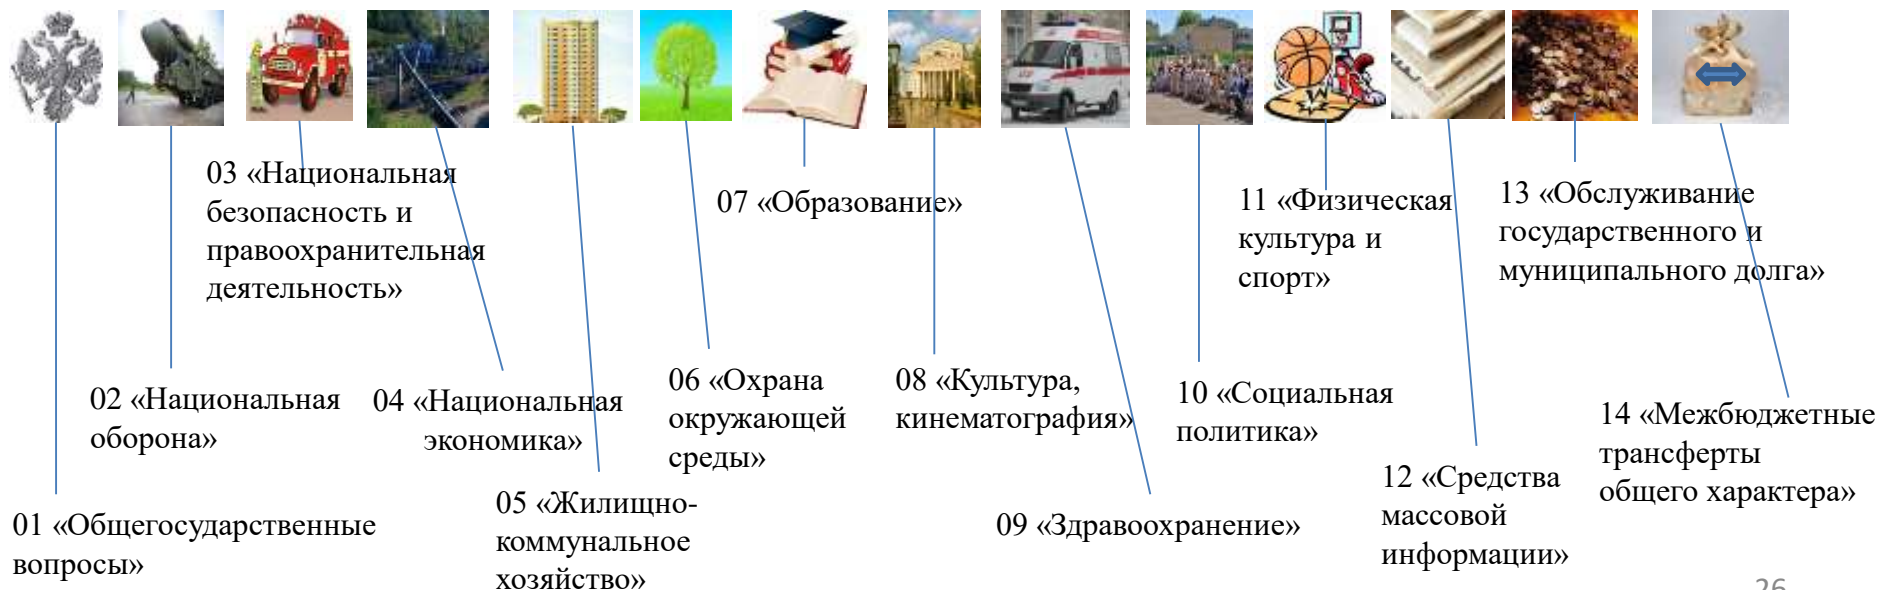 01 «Общегосударственные
вопросы»
02 «Национальная
оборона»
03 «Национальная
безопасность и
правоохранительная
деятельность»
04 «Национальная
экономика»
05 «Жилищно-
коммунальное
хозяйство»
06 «Охрана
окружающей
среды»
07 «Образование»
08 «Культура,
кинематография»
09 «Здравоохранение»
10 «Социальная
политика»
11 «Физическая
культура и
спорт»
12 «Средства
массовой
информации»
13 «Обслуживание
государственного и
муниципального долга»
14 «Межбюджетные
трансферты
общего характера»
26